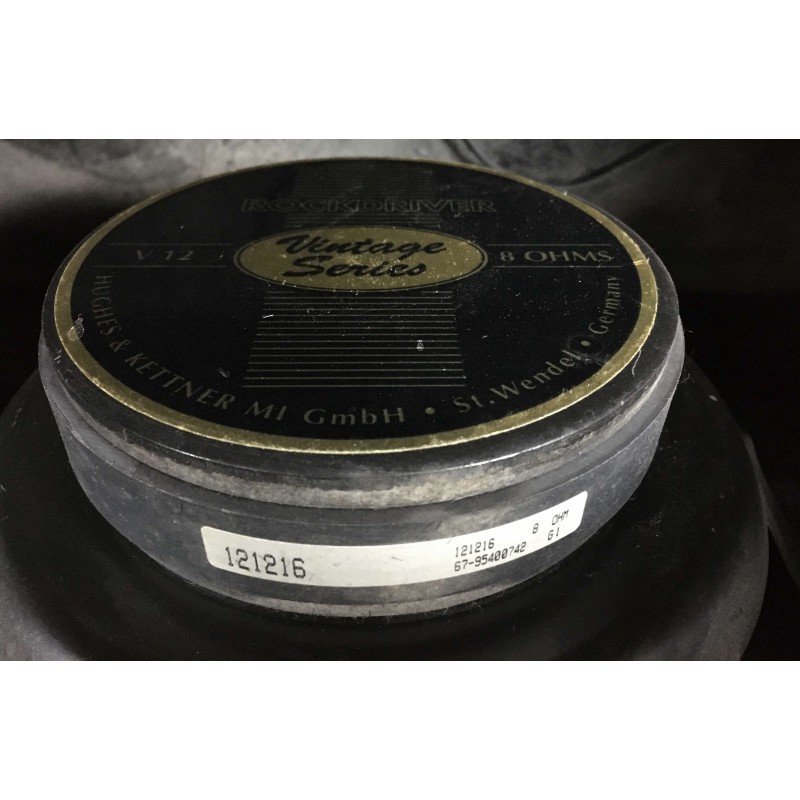 ROCKDRIVER
Vintage
Series
V 12
8 OHMS
HUGHES & KETTNER MI GmbH • St. Wendel • Germany
121216
121216 8 OHM
67-95400742 G1